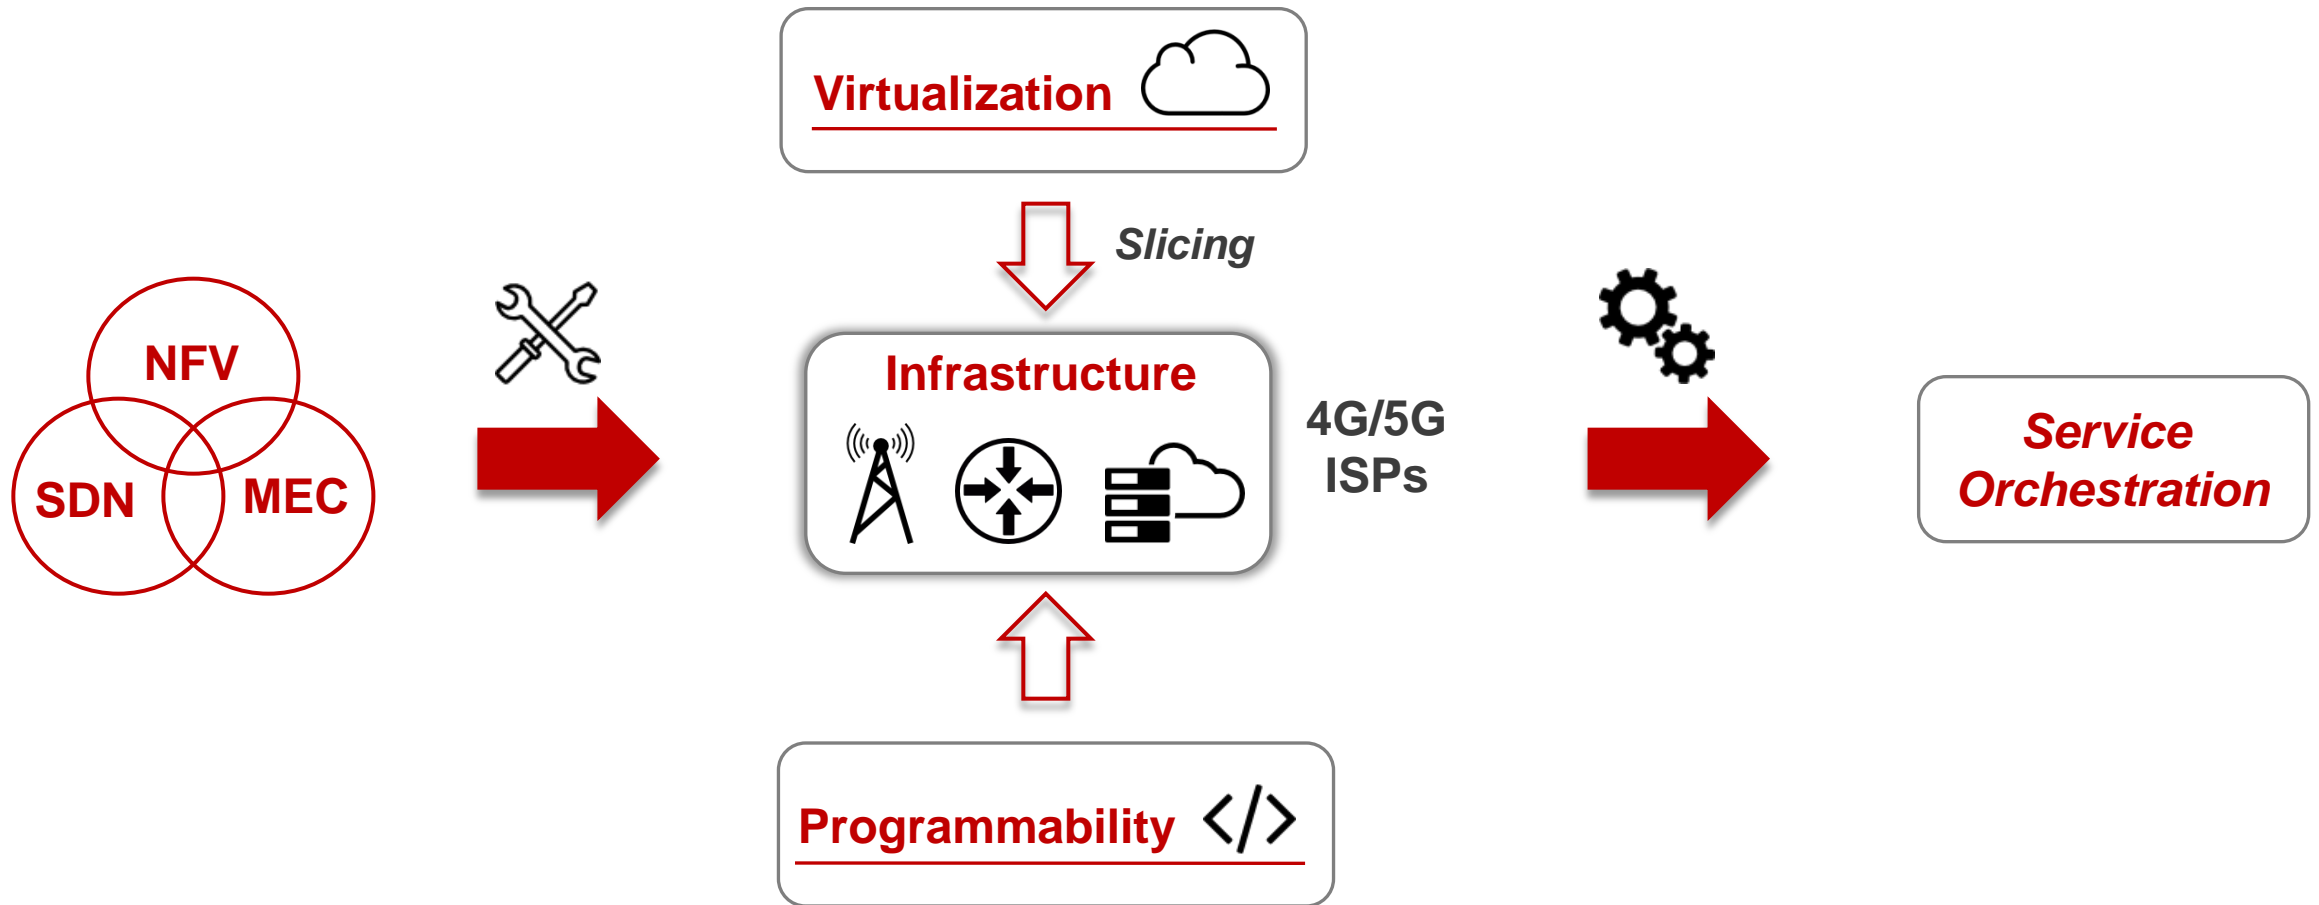 Virtualization
Slicing
NFV
SDN
MEC
Infrastructure
4G/5G
ISPs
Service
Orchestration
Programmability